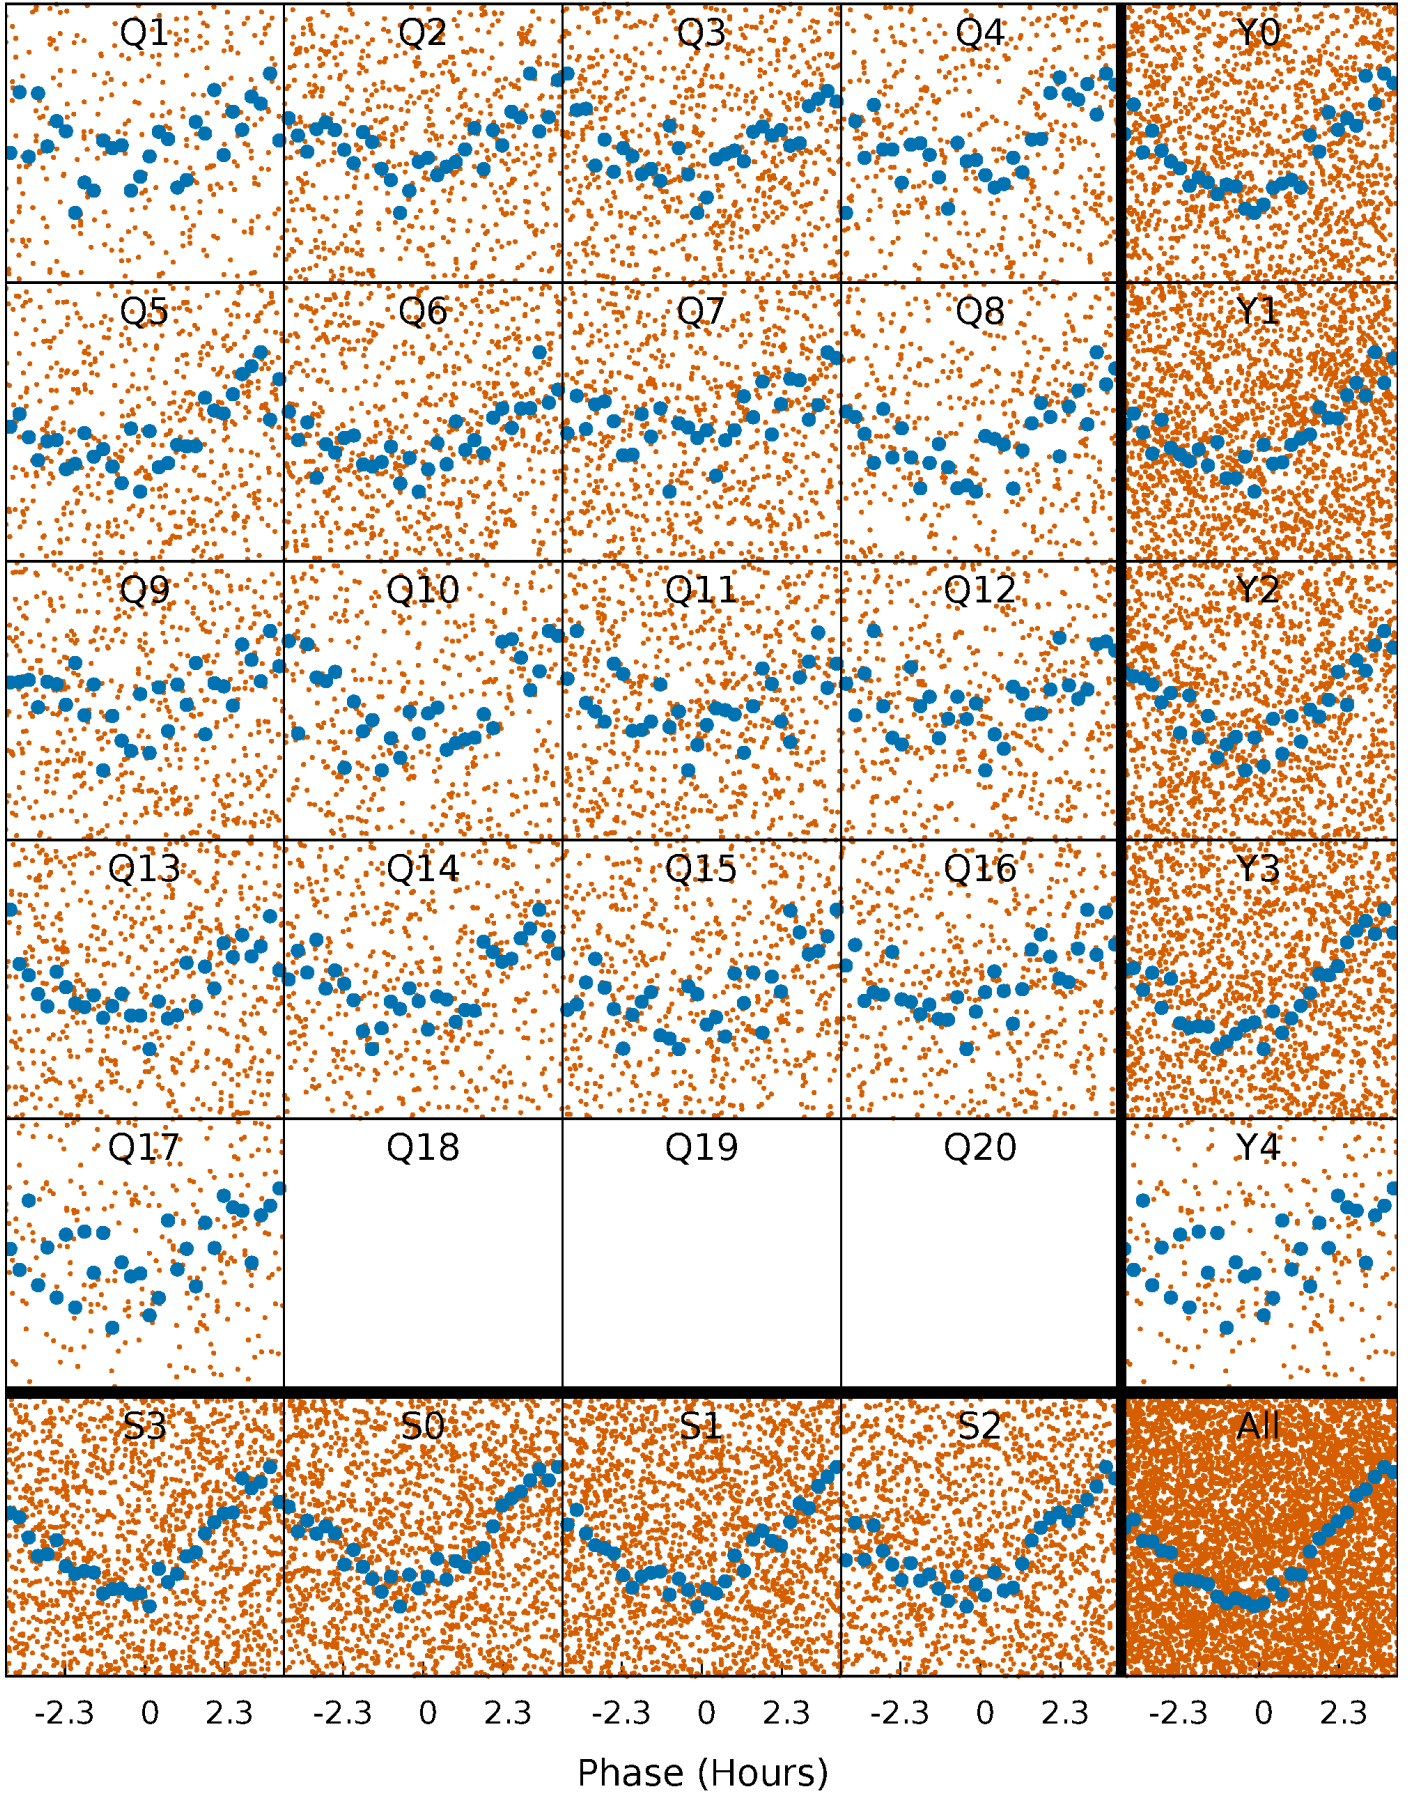 Q1 Q2 Q3 Q4 Y0
Q5 Q6 Q7 Q8 Y1
Q9 Q10 Q11 Q12 Y2
Q13 Q14 Q15 Q16 Y3
Q17 Q18 Q19 Q20 Y4
S3 S0 S1 S2 All
-2.3 0 2.3 -2.3 0 2.3 -2.3 0 2.3 -2.3 0 2.3 -2.3 0 2.3
Phase (Hours)